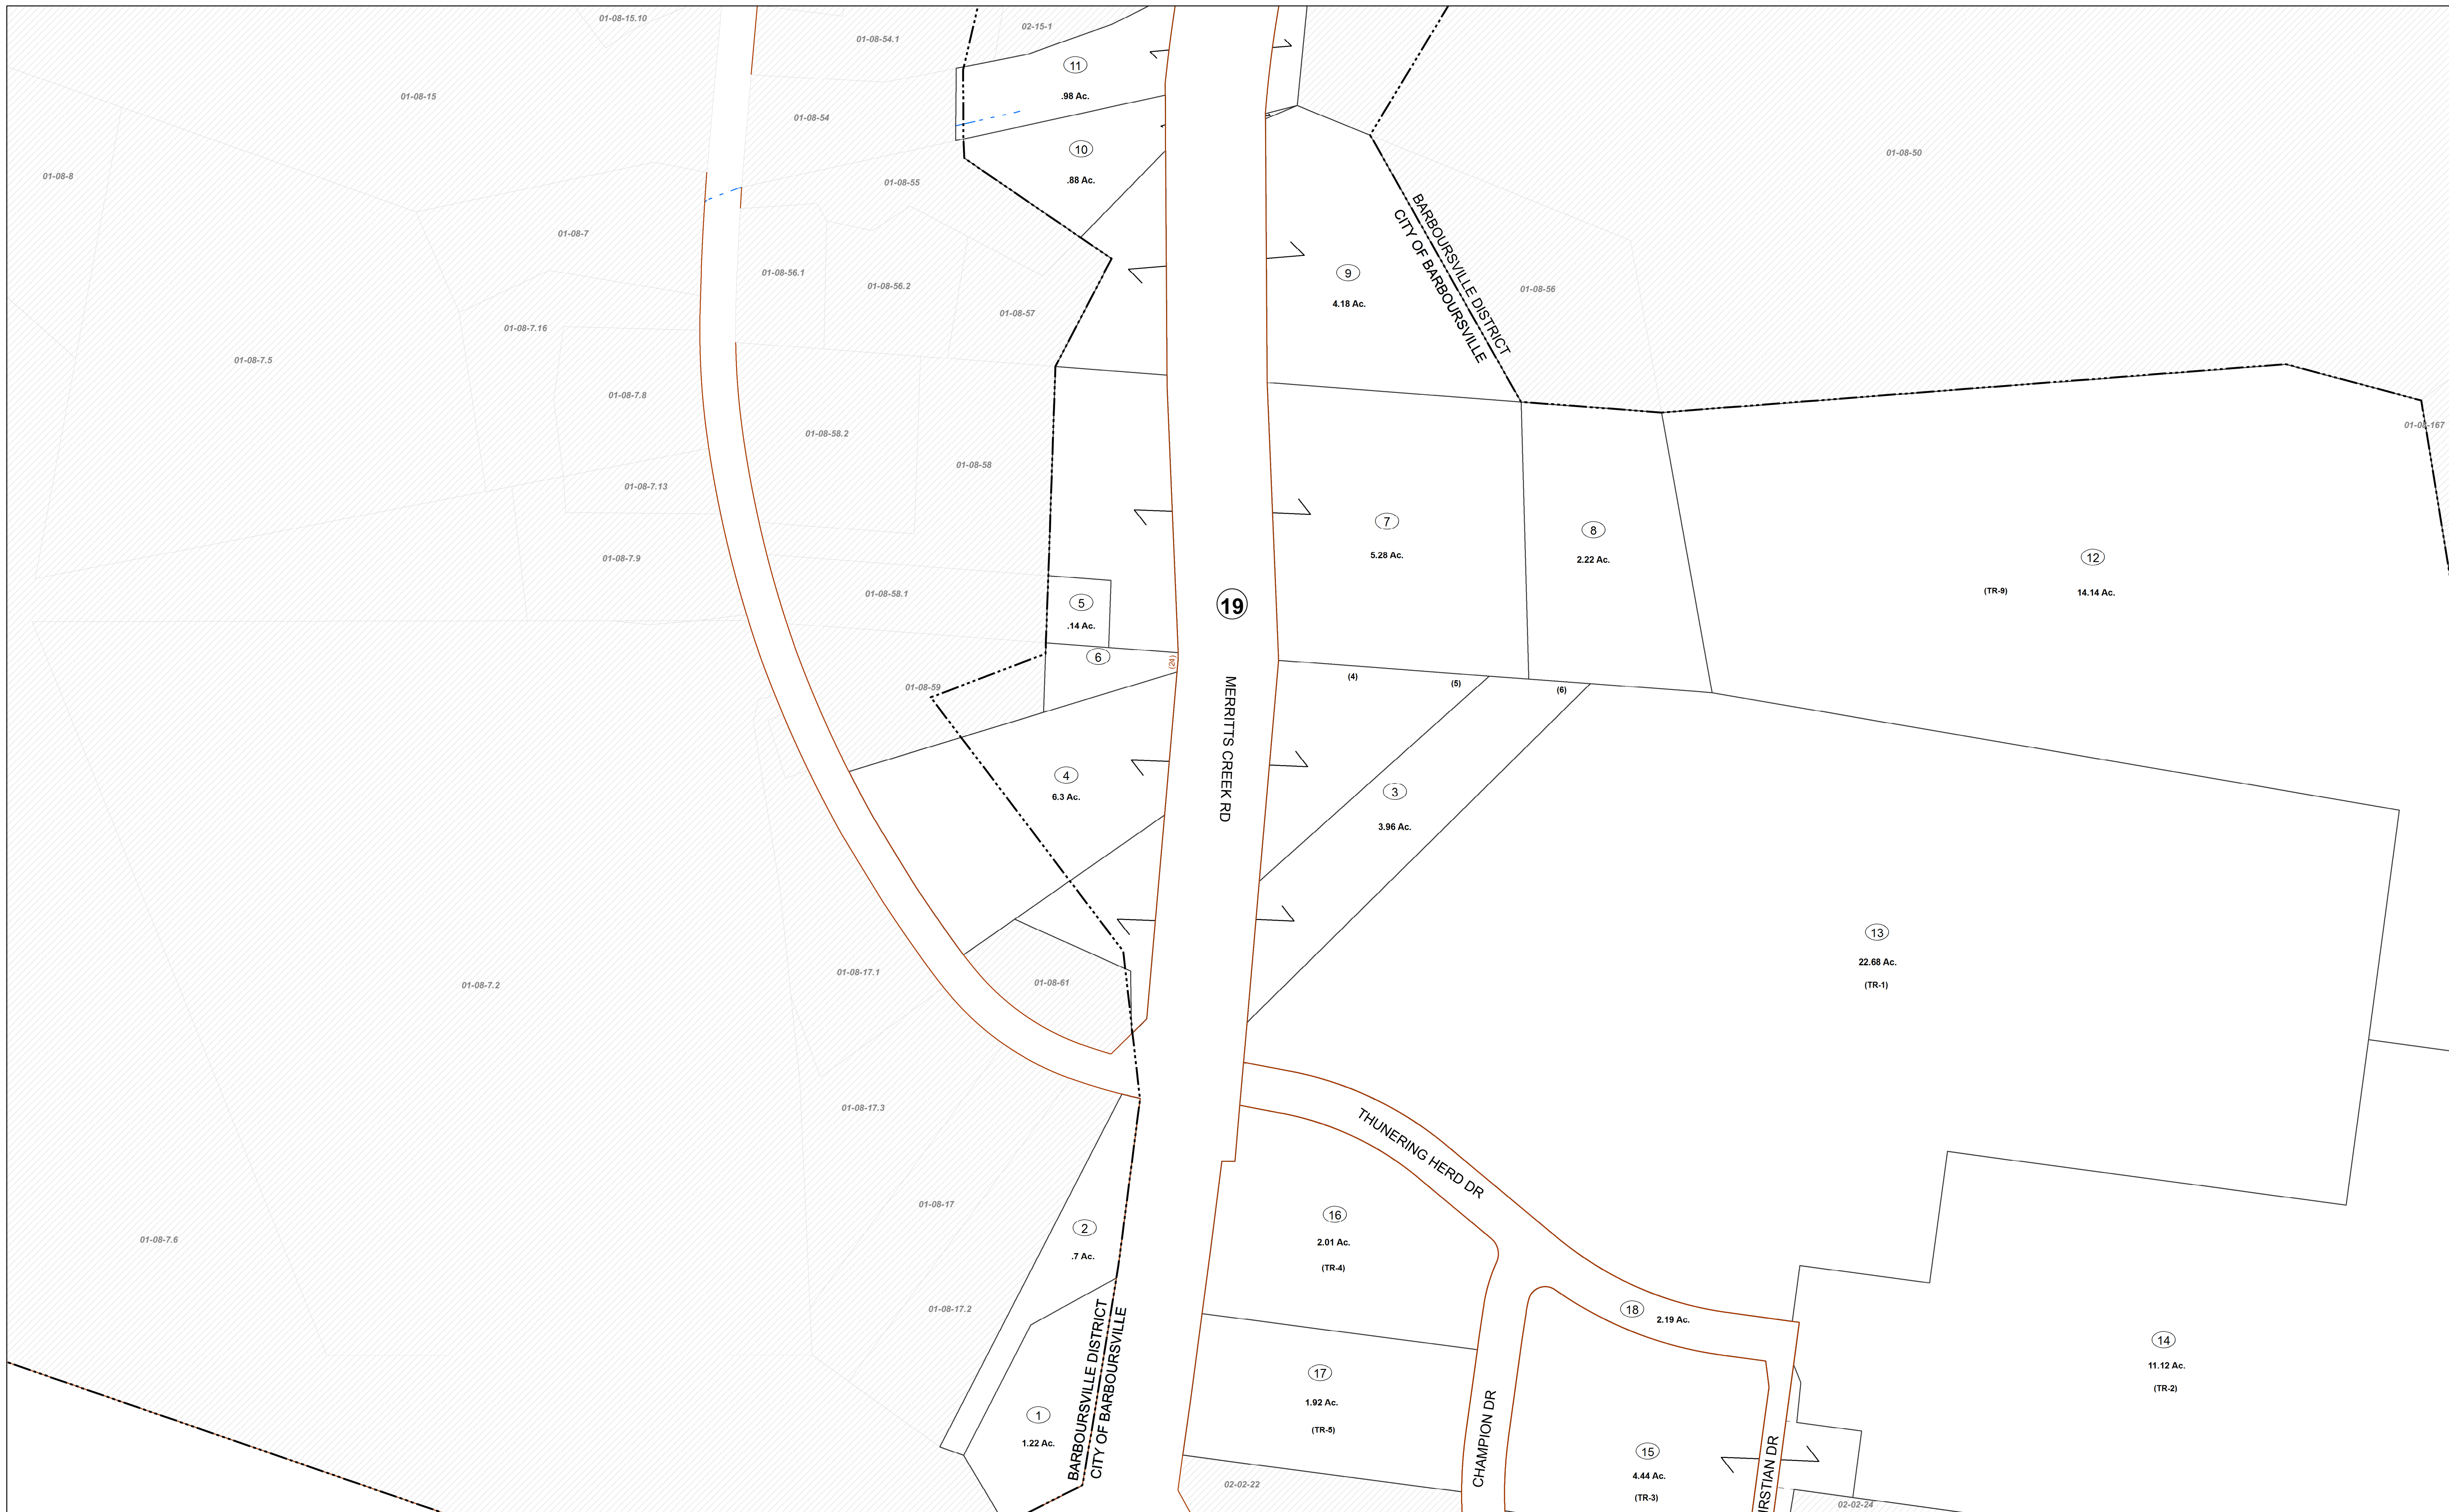 01-08-15.10
02-15-1
01-08-54.1
11
.98 Ac.
01-08-15
01-08-54
10
.88 Ac.
01-08-50
01-08-8
01-08-55
01-08-7
BARBOURSVILLE DISTRICT
CITY OF BARBOURSVILLE
01-08-56.1
01-08-56.2
9
4.18 Ac.
01-08-56
01-08-57
01-08-7.16
01-08-7.5
01-08-7.8
01-08-58.2
01-08-167
01-08-58
01-08-7.13
7
5.28 Ac.
8
2.22 Ac.
12
(TR-9)
14.14 Ac.
01-08-7.9
01-08-58.1
5
.14 Ac.
19
6
(24)
MERRITTS CREEK RD
(4)
(5)
(6)
01-08-59
4
6.3 Ac.
3
3.96 Ac.
13
22.68 Ac.
(TR-1)
01-08-7.2
01-08-17.1
01-08-61
01-08-17.3
THUNERING HERD DR
01-08-17
2
.7 Ac.
16
2.01 Ac.
(TR-4)
01-08-7.6
01-08-17.2
BARBOURSVILLE DISTRICT
CITY OF BARBOURSVILLE
18
2.19 Ac.
14
11.12 Ac.
(TR-2)
17
1.92 Ac.
(TR-5)
1
1.22 Ac.
CHAMPION DR
15
4.44 Ac.
(TR-3)
IRSTIAN DR
02-02-22
02-02-24